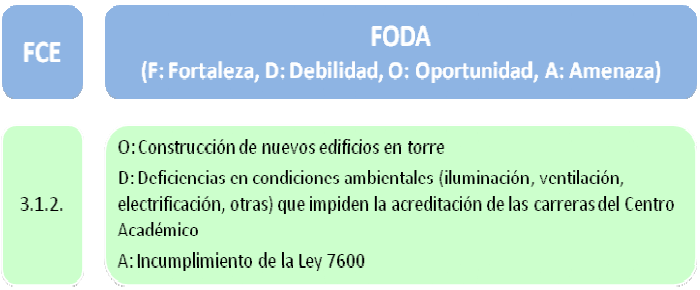 FCE
FODA
(F: Fortaleza, D: Debilidad, O: Oportunidad, A: Amenaza)
3.1.2.
O: Construcción de nuevos edificios en torre
D: Deficiencias en condiciones ambientales (iluminación, ventilación,
electrificación, otras) que impiden la acreditación de las carreras del Centro
Académico
A: Incumplimiento de la Ley 7600